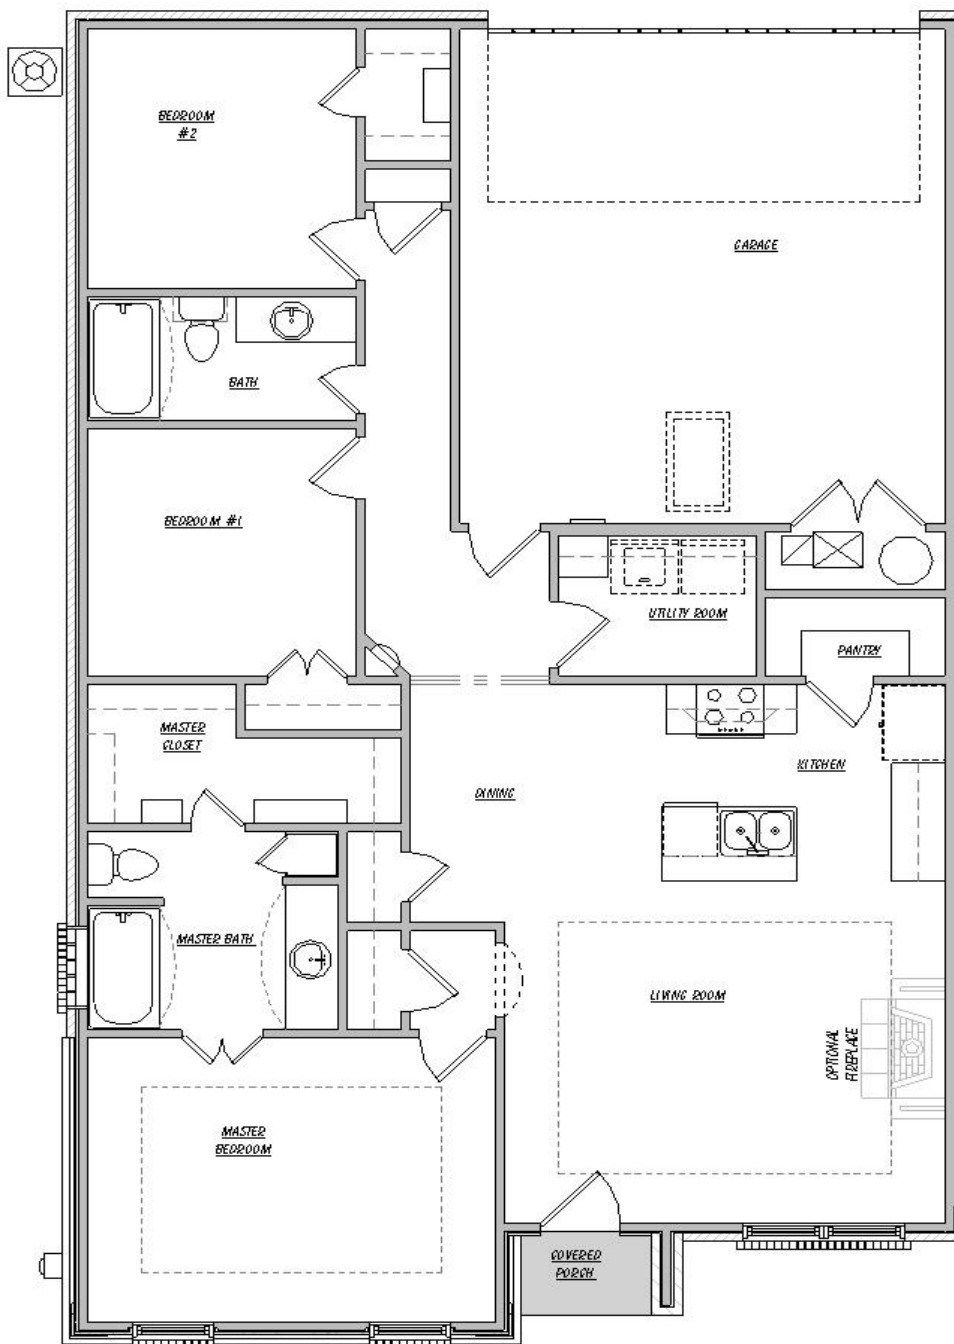 BEDROOM
#2
GARAGE
BATH
BEDROOM #1
UTILITY ROOM
PANTRY
MASTER
CLOSET
KITCHEN
DINING
MASTER BATH
LIVING ROOM
OPTIONAL
FIREPLACE
MASTER
BEDROOM
COVERED
PORCH